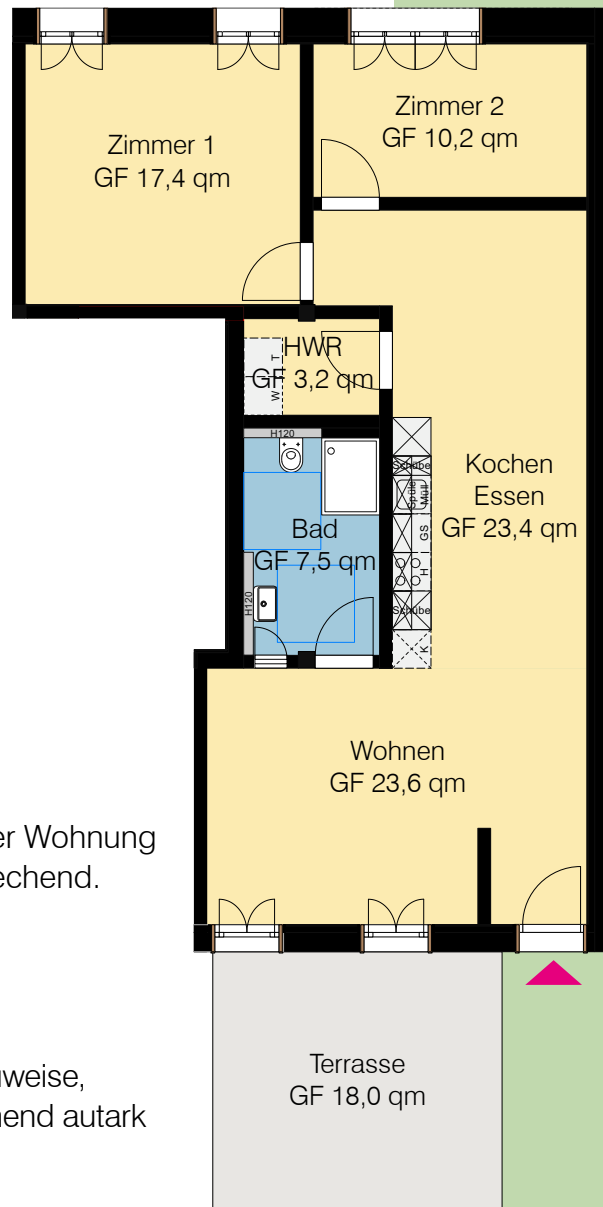 Zimmer 1
GF 17,4 qm
Zimmer 2
GF 10,2 qm
HWR
GF 3,2 qm
T
W
H120
Bad
GF 7,5 qm
H120
Schübe
Spüle
Müll
GS
H
Schübe
K
Kochen
Essen
GF 23,4 qm
Wohnen
GF 23,6 qm
er Wohnung
echend.
weise,
end autark
Terrasse
GF 18,0 qm